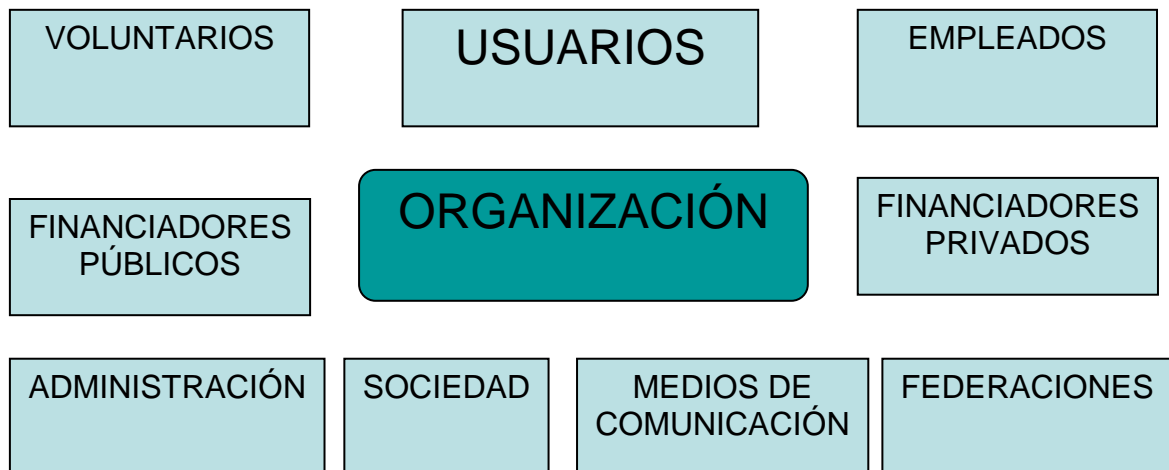 VOLUNTARIOS
USUARIOS
EMPLEADOS
FINANCIADORES
PÚBLICOS
ORGANIZACIÓN
FINANCIADORES
PRIVADOS
ADMINISTRACIÓN
SOCIEDAD
MEDIOS DE
COMUNICACIÓN
FEDERACIONES